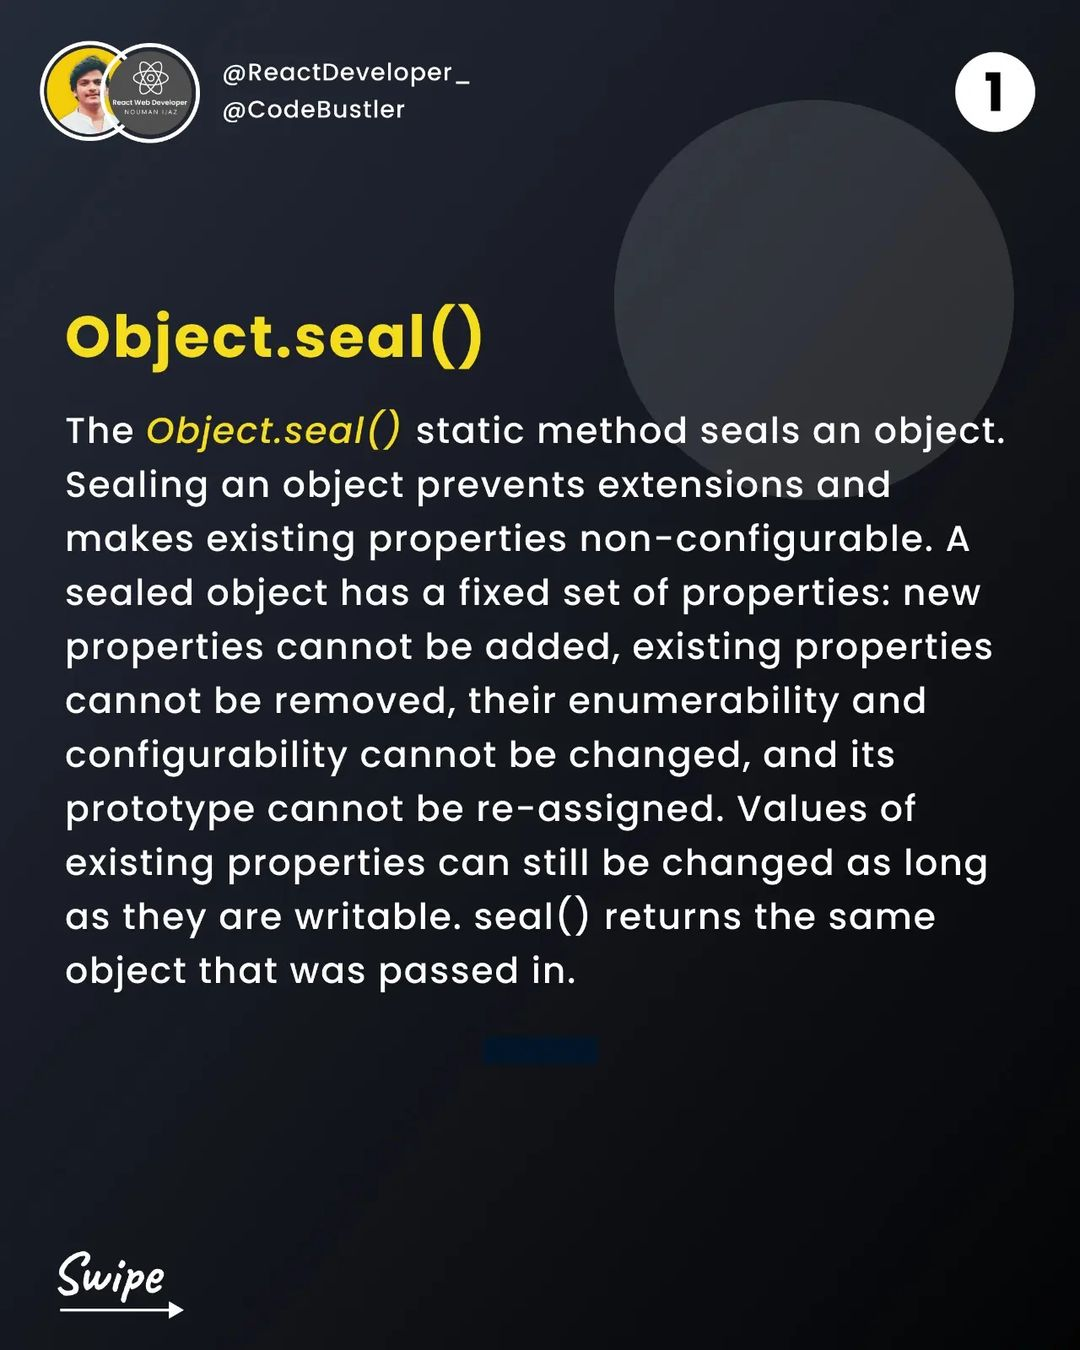 @ReactDeveloper_
@CodeBustler
React Web Developer
NOUMAN IJAZ
1
Object.seal()
The Object.seal() static method seals an object.
Sealing an object prevents extensions and
makes existing properties non-configurable. A
sealed object has a fixed set of properties: new
properties cannot be added, existing properties
cannot be removed, their enumerability and
configurability cannot be changed, and its
prototype cannot be re-assigned. Values of
existing properties can still be changed as long
as they are writable. seal() returns the same
object that was passed in.
Swipe